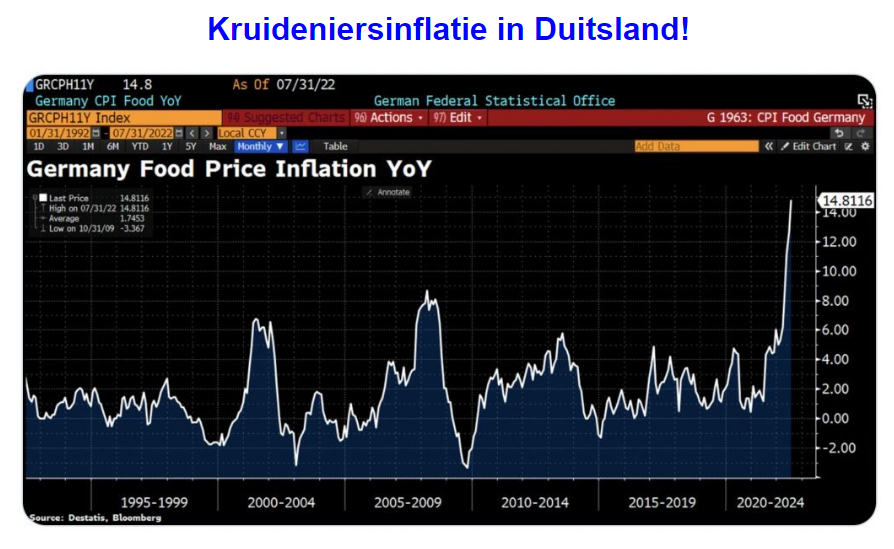 Kruideniersinflatie in Duitsland!
GRCPH11Y 14.8 As Of 07/31/22
Germany CPI Food YoY German Federal Statistical Office
GRCPH11Y Index 94) Suggested Charts 96) Actions 97) Edit G 1963: CPI Food Germany
01/31/1992 - 07/31/2022 Local CCY
1D 3D 1M 6M YTD 1Y 5Y Max Monthly ▼ Table Add Data « Edit Chart
Germany Food Price Inflation YoY
Annotate
Last Price 14.8116
High on 07/31/22 14.8116
Average 1.7453
Low on 10/31/09 -3.367
14.8116
14.00
12.00
10.00
8.00
6.00
4.00
2.00
0.00
-2.00
1995-1999 2000-2004 2005-2009 2010-2014 2015-2019 2020-2024
Source: Destatis, Bloomberg